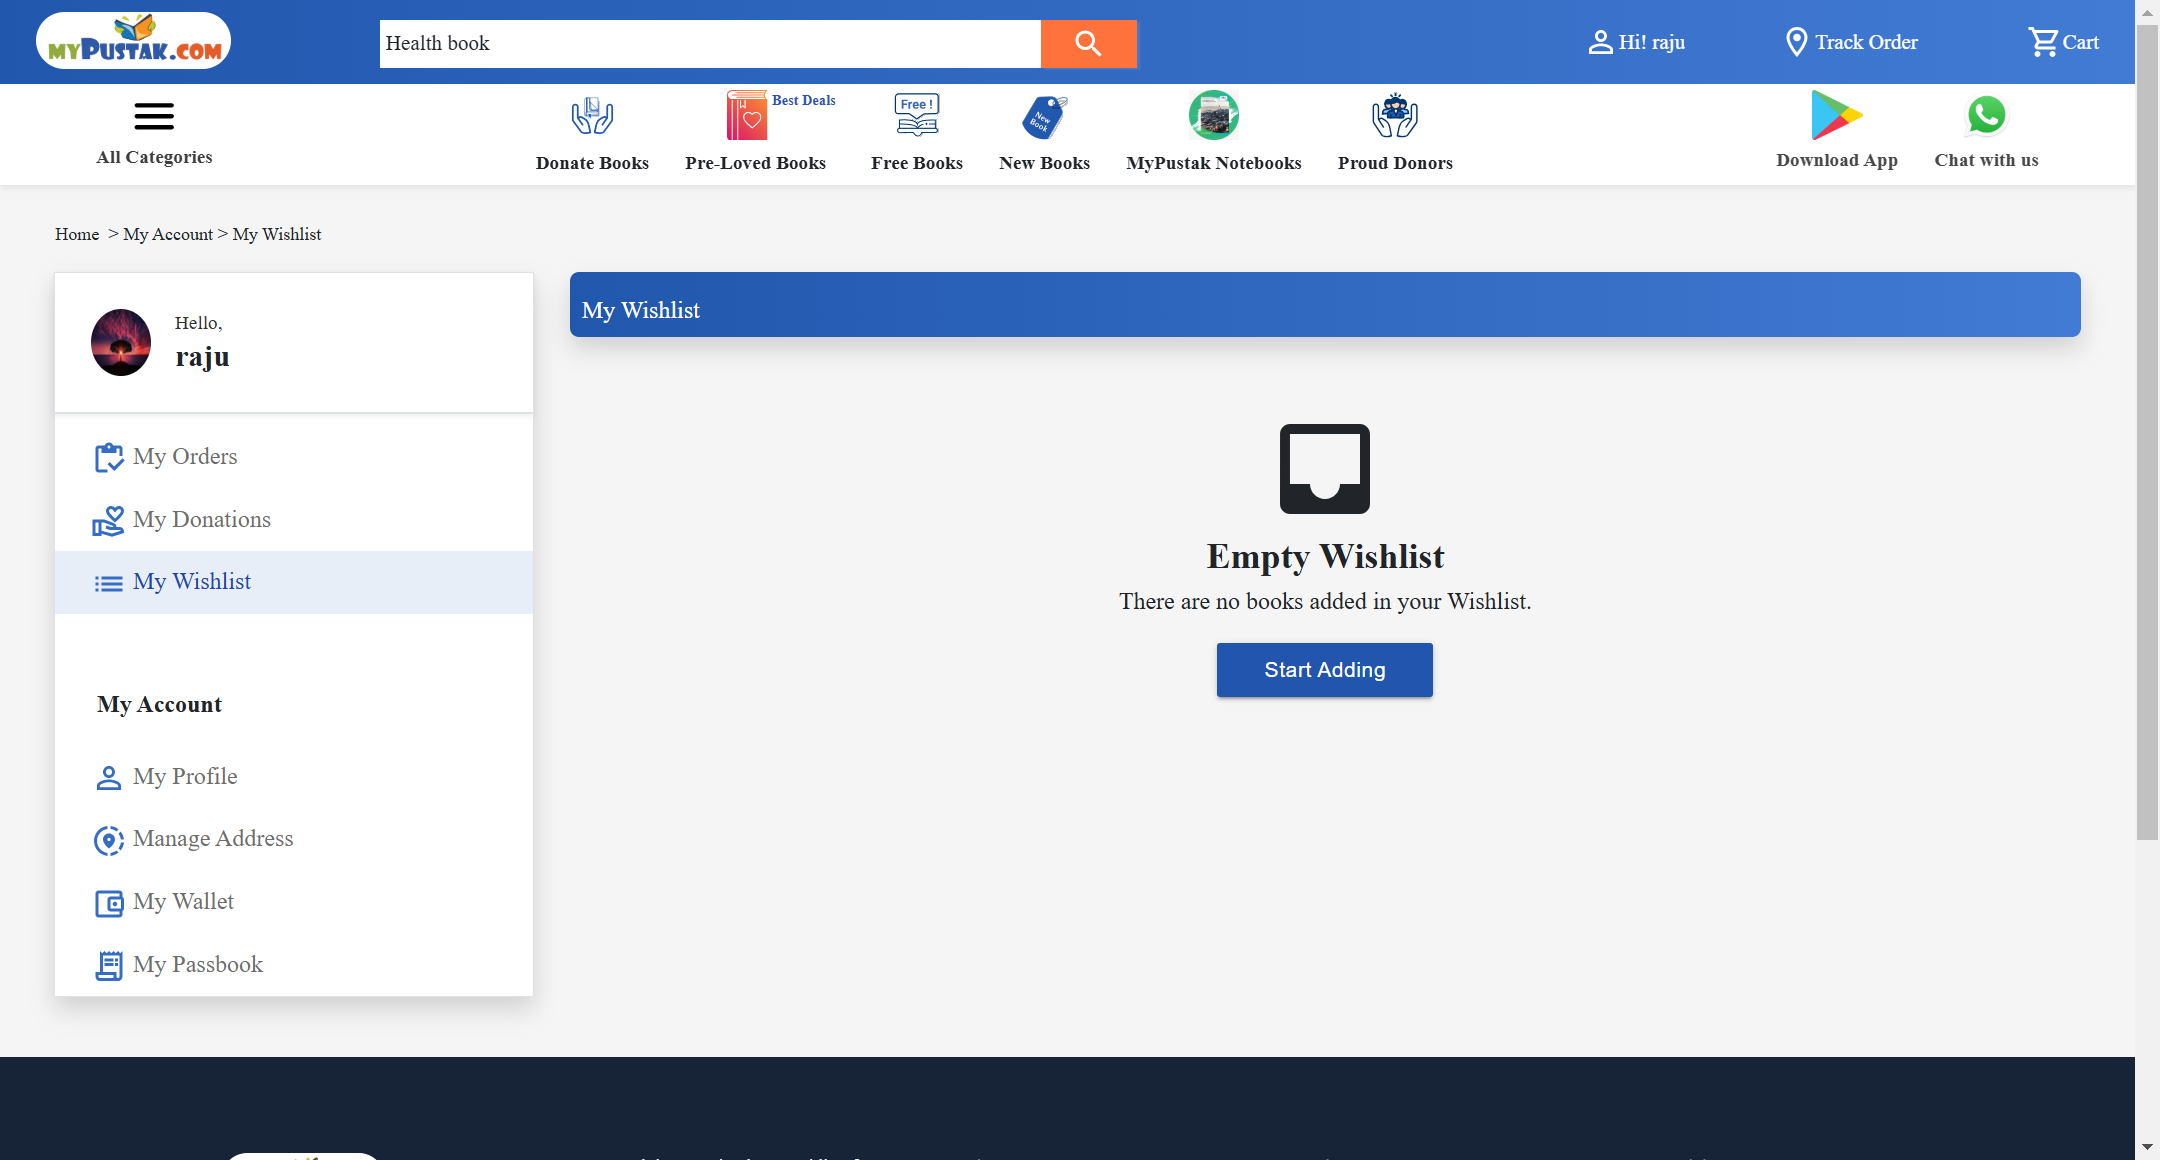 MYPUSTAK.COM
Health book
Hi! raju
Track Order
Cart
All Categories
Donate Books
Best Deals
Pre-Loved Books
Free !
Free Books
New Book
New Books
MyPustak Notebooks
Proud Donors
Download App
Chat with us
Home > My Account > My Wishlist
Hello,
raju
My Orders
My Donations
My Wishlist
My Account
My Profile
Manage Address
My Wallet
My Passbook
My Wishlist
Empty Wishlist
There are no books added in your Wishlist.
Start Adding